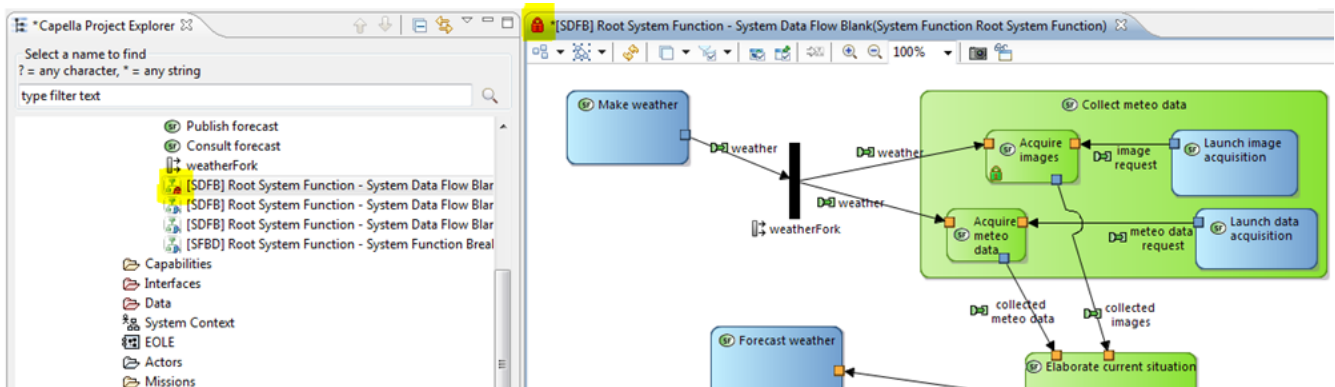 *Capella Project Explorer
Select a name to find
? = any character, * = any string
type filter text
Publish forecast
Consult forecast
weatherFork
[SDFB] Root System Function - System Data Flow Blar
[SDFB] Root System Function - System Data Flow Blar
[SDFB] Root System Function - System Data Flow Blar
[SFBD] Root System Function - System Function Breal
Capabilities
Interfaces
Data
System Context
EOLE
Actors
Missions
*[SDFB] Root System Function - System Data Flow Blank(System Function Root System Function)
100%
Make weather
weather
weatherFork
weather
weather
Collect meteo data
Acquire
images
image
request
Launch image
acquisition
Acquire
meteo
data
meteo data
request
Launch data
acquisition
collected
meteo data
collected
images
Forecast weather
Elaborate current situation